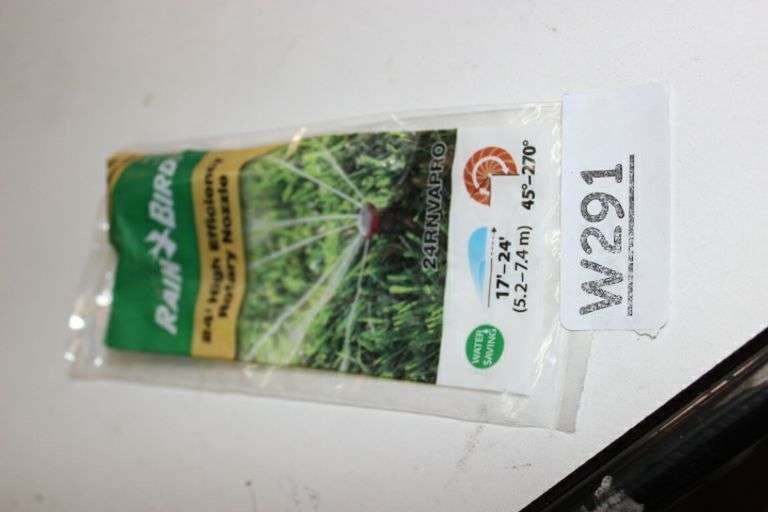 RAIN BIRD
24' High Efficiency
Rotary Nozzle
24RNVAPRO
WATER
SAVING
17'–24'
(5.2–7.4 m)
45°–270°
W291